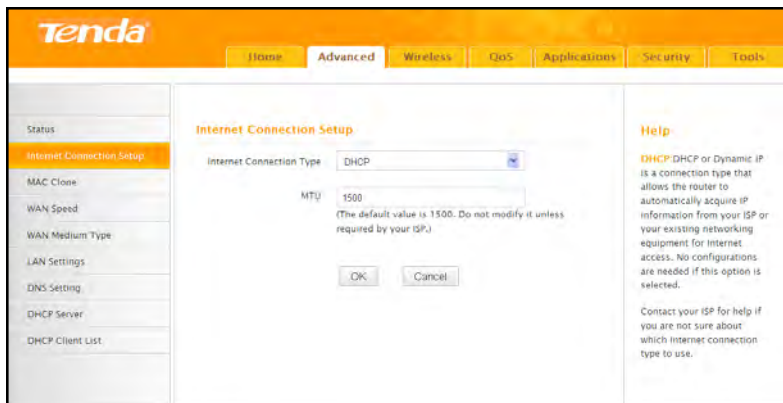 Tenda
Home Advanced Wireless QoS Applications Security Tools
Status
Internet Connection Setup
MAC Clone
WAN Speed
WAN Medium Type
LAN Settings
DNS Setting
DHCP Server
DHCP Client List
Internet Connection Setup
Internet Connection Type DHCP
MTU 1500
(The default value is 1500. Do not modify it unless
required by your ISP.)
OK Cancel
Help
DHCP:DHCP or Dynamic IP
is a connection type that
allows the router to
automatically acquire IP
information from your ISP or
your existing networking
equipment for Internet
access. No configurations
are needed if this option is
selected.
Contact your ISP for help if
you are not sure about
which Internet connection
type to use.